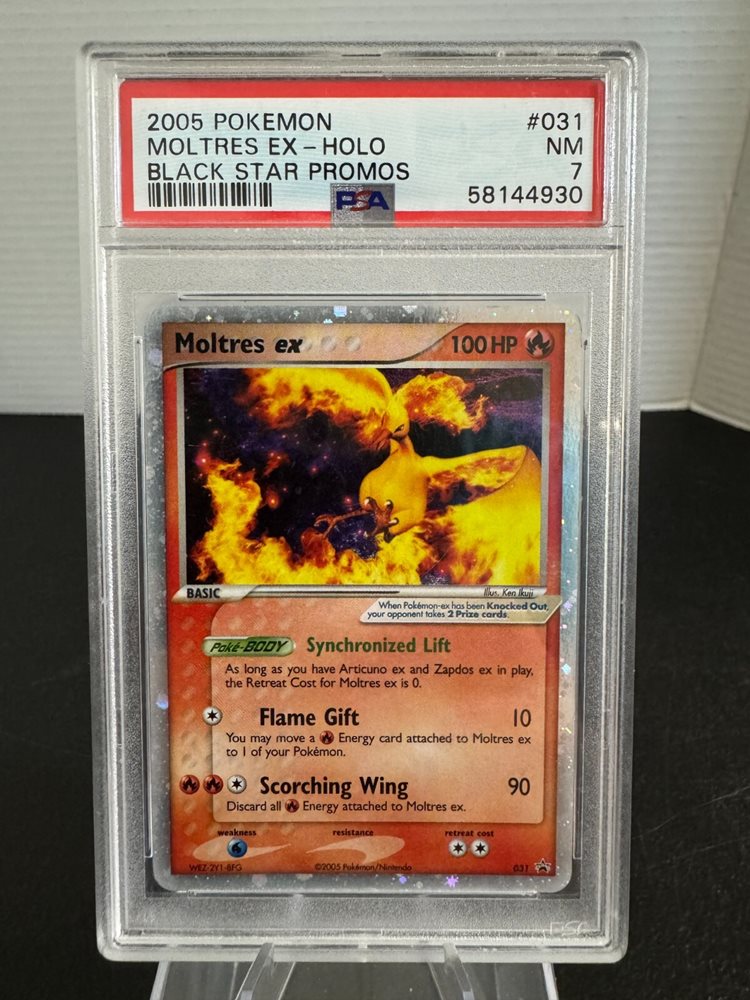 2005 POKEMON #031
MOLTRES EX - HOLO NM
BLACK STAR PROMOS 7
PSA 58144930
Moltres ex 100 HP
BASIC Illus. Ken Ikuji
When Pokémon-ex has been Knocked Out,
your opponent takes 2 Prize cards.
Poké-BODY Synchronized Lift
As long as you have Articuno ex and Zapdos ex in play,
the Retreat Cost for Moltres ex is 0.
Flame Gift 10
You may move a Energy card attached to Moltres ex
to 1 of your Pokémon.
Scorching Wing 90
Discard all Energy attached to Moltres ex.
weakness resistance retreat cost
WEZ-2Y1-8FG ©2005 Pokémon/Nintendo 031